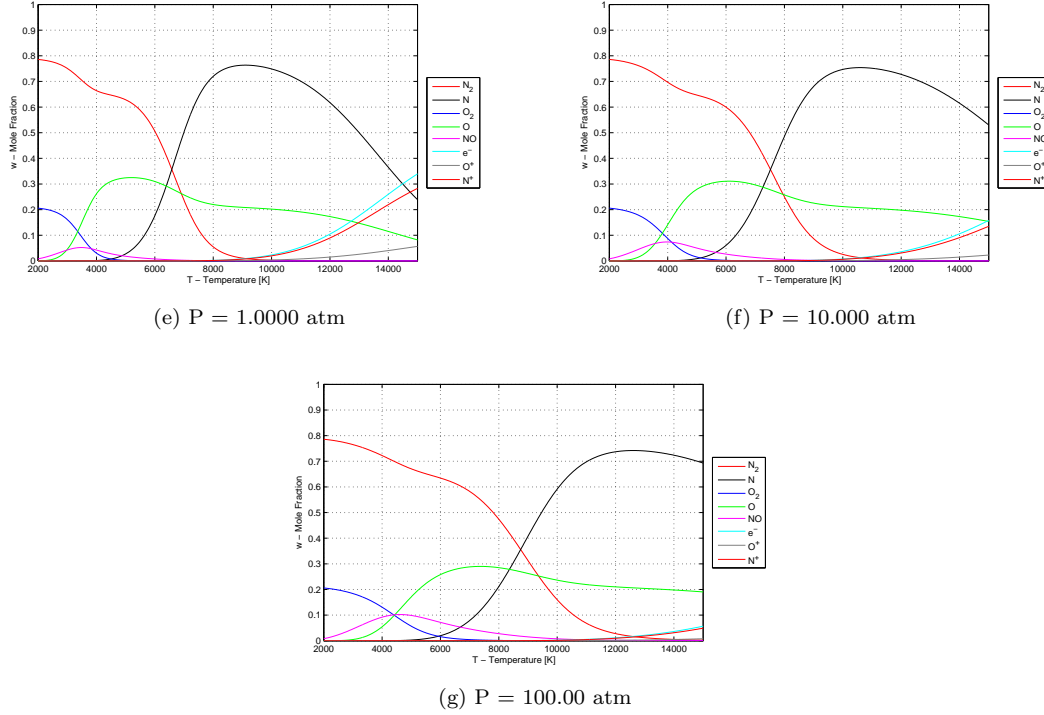 1
0.9
0.8
0.7
0.6
0.5
0.4
0.3
0.2
0.1
0
w − Mole Fraction
2000 4000 6000 8000 10000 12000 14000
T − Temperature [K]
N2
N
O2
O
NO
e−
O+
N+
(e) P = 1.0000 atm
1
0.9
0.8
0.7
0.6
0.5
0.4
0.3
0.2
0.1
0
w − Mole Fraction
2000 4000 6000 8000 10000 12000 14000
T − Temperature [K]
N2
N
O2
O
NO
e−
O+
N+
(f) P = 10.000 atm
1
0.9
0.8
0.7
0.6
0.5
0.4
0.3
0.2
0.1
0
w − Mole Fraction
2000 4000 6000 8000 10000 12000 14000
T − Temperature [K]
N2
N
O2
O
NO
e−
O+
N+
(g) P = 100.00 atm